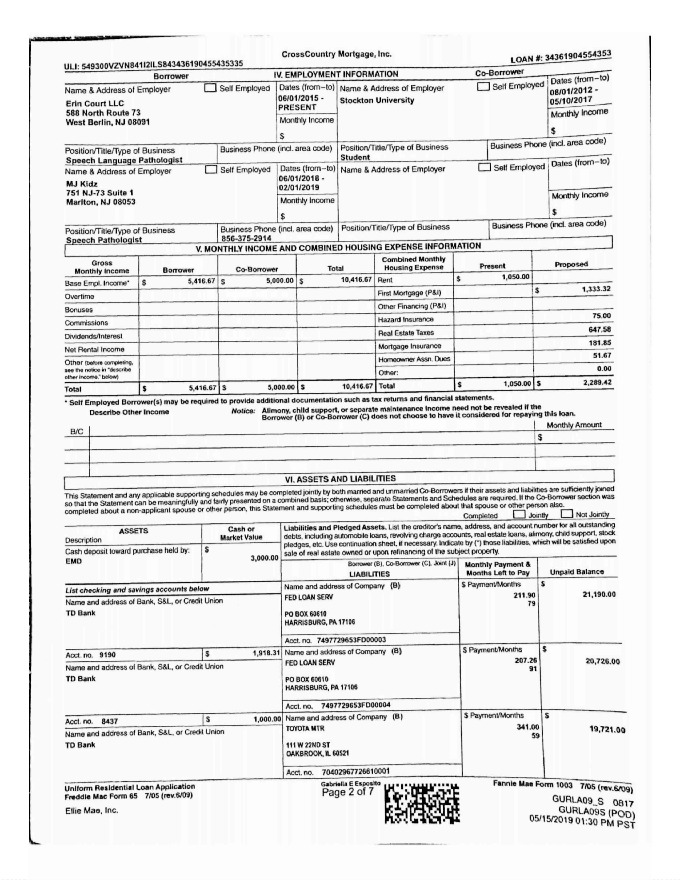 CrossCountry Mortgage, Inc.
ULI: 549300VZVN841I2ILSB43436190455435335
LOAN #: 34361904554353
Borrower IV. EMPLOYMENT INFORMATION Co-Borrower
Name & Address of Employer Self Employed Dates (from–to) Name & Address of Employer Self Employed Dates (from–to)
Erin Court LLC 06/01/2015 - Stockton University 08/01/2012 -
588 North Route 73 PRESENT 05/10/2017
West Berlin, NJ 08091 Monthly Income Monthly Income
$ $
Position/Title/Type of Business Business Phone (incl. area code) Position/Title/Type of Business Business Phone (incl. area code)
Speech Language Pathologist Student
Name & Address of Employer Self Employed Dates (from–to) Name & Address of Employer Self Employed Dates (from–to)
MJ Kidz 06/01/2018 -
751 NJ-73 Suite 1 02/01/2019
Marlton, NJ 08053 Monthly Income Monthly Income
$ $
Position/Title/Type of Business Business Phone (incl. area code) Position/Title/Type of Business Business Phone (incl. area code)
Speech Pathologist 856-375-2914
V. MONTHLY INCOME AND COMBINED HOUSING EXPENSE INFORMATION
Gross Monthly Income Borrower Co-Borrower Total Combined Monthly Housing Expense Present Proposed
Base Empl. Income* $ 5,416.67 $ 5,000.00 $ 10,416.67 Rent $ 1,050.00
Overtime First Mortgage (P&I) $ 1,333.32
Bonuses Other Financing (P&I)
Commissions Hazard Insurance 75.00
Dividends/Interest Real Estate Taxes 647.58
Net Rental Income Mortgage Insurance 181.85
Other (before completing, Homeowner Assn. Dues 51.67
see the notice in "describe
other income," below) Other: 0.00
Total $ 5,416.67 $ 5,000.00 $ 10,416.67 Total $ 1,050.00 $ 2,289.42
* Self Employed Borrower(s) may be required to provide additional documentation such as tax returns and financial statements.
Describe Other Income Notice: Alimony, child support, or separate maintenance income need not be revealed if the
Borrower (B) or Co-Borrower (C) does not choose to have it considered for repaying this loan.
B/C Monthly Amount
$
VI. ASSETS AND LIABILITIES
This Statement and any applicable supporting schedules may be completed jointly by both married and unmarried Co-Borrowers if their assets and liabilities are sufficiently joined
so that the Statement can be meaningfully and fairly presented on a combined basis; otherwise, separate Statements and Schedules are required. If the Co-Borrower section was
completed about a non-applicant spouse or other person, this Statement and supporting schedules must be completed about that spouse or other person also.
Completed Jointly Not Jointly
ASSETS Cash or Market Value
Description
Cash deposit toward purchase held by: $
EMD 3,000.00
Liabilities and Pledged Assets. List the creditor's name, address, and account number for all outstanding
debts, including automobile loans, revolving charge accounts, real estate loans, alimony, child support, stock
pledges, etc. Use continuation sheet, if necessary. Indicate by (*) those liabilities, which will be satisfied upon
sale of real estate owned or upon refinancing of the subject property.
Borrower (B), Co-Borrower (C), Joint (J)
LIABILITIES Monthly Payment & Months Left to Pay Unpaid Balance
List checking and savings accounts below
Name and address of Bank, S&L, or Credit Union
TD Bank
Name and address of Company (B) $ Payment/Months $
FED LOAN SERV 211.90 21,190.00
79
PO BOX 60610
HARRISBURG, PA 17106
Acct. no. 7497729653FD00003
Acct. no. 9190 $ 1,918.31
Name and address of Bank, S&L, or Credit Union
TD Bank
Name and address of Company (B) $ Payment/Months $
FED LOAN SERV 207.26 20,726.00
91
PO BOX 60610
HARRISBURG, PA 17106
Acct. no. 7497729653FD00004
Acct. no. 8437 $ 1,000.00
Name and address of Bank, S&L, or Credit Union
TD Bank
Name and address of Company (B) $ Payment/Months $
TOYOTA MTR 341.00 19,721.00
59
111 W 22ND ST
OAKBROOK, IL 60521
Acct. no. 70402967726610001
Uniform Residential Loan Application
Freddie Mac Form 65 7/05 (rev.6/09)
Ellie Mae, Inc.
Gabriella E Esposito
Page 2 of 7
Fannie Mae Form 1003 7/05 (rev.6/09)
GURLA09_S 0817
GURLA09S (POD)
05/15/2019 01:30 PM PST